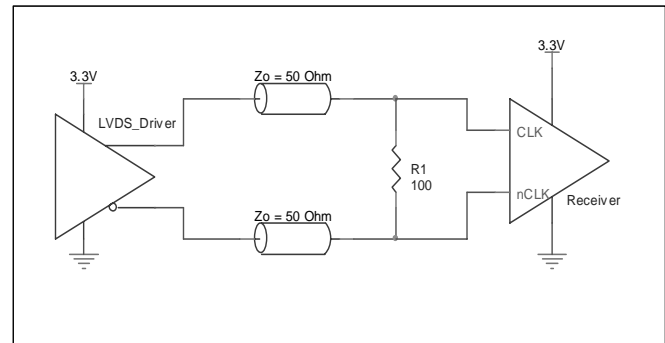 3.3V
LVDS_Driver
Zo = 50 Ohm
Zo = 50 Ohm
R1
100
3.3V
CLK
nCLK
Receiver